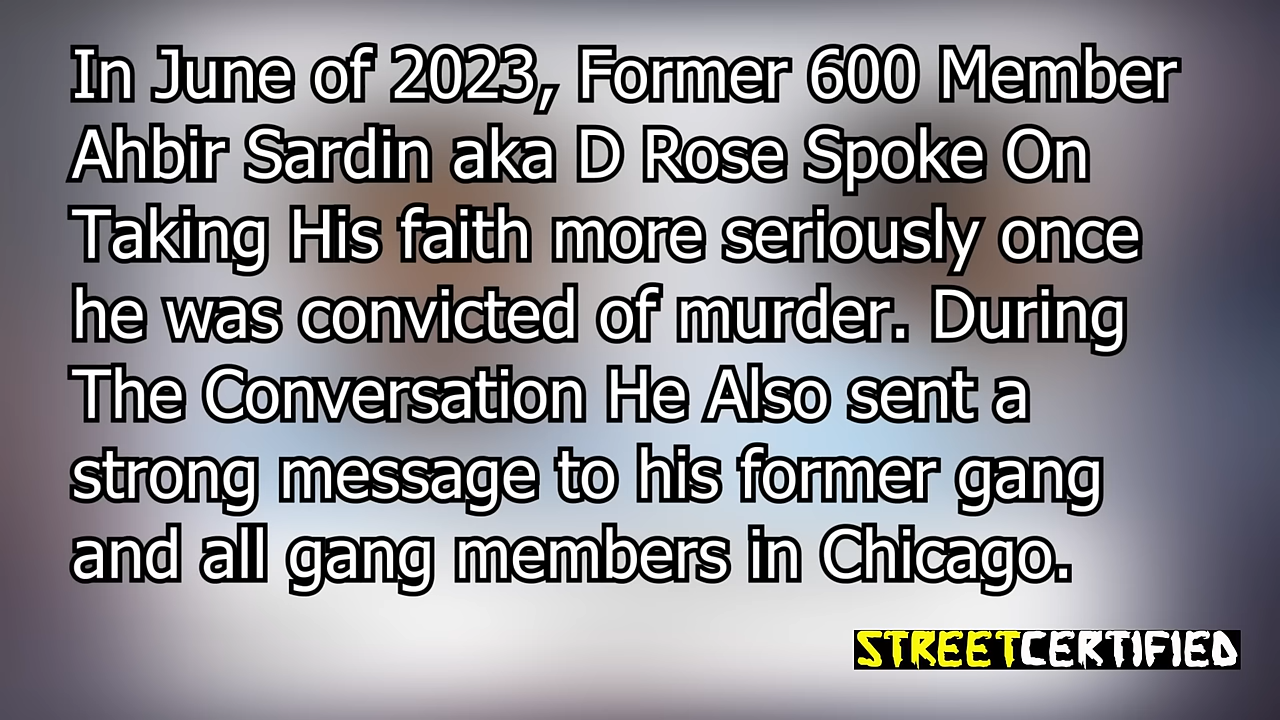 In June of 2023, Former 600 Member
Ahbir Sardin aka D Rose Spoke On
Taking His faith more seriously once
he was convicted of murder. During
The Conversation He Also sent a
strong message to his former gang
and all gang members in Chicago.
STREETCERTIFIED